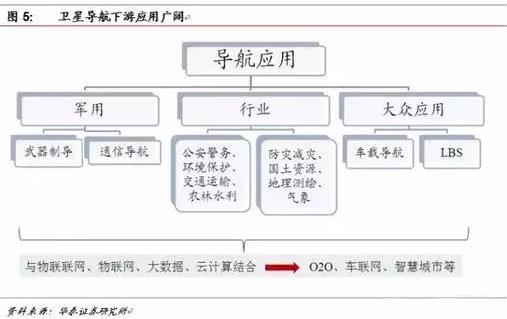 图 5: 卫星导航下游应用广阔
导航应用
军用
行业
大众应用
武器制导
通信导航
公安警务、
环境保护、
交通运输、
农林水利
防灾减灾、
国土资源、
地理测绘、
气象
车载导航
LBS
与物联联网、物联网、大数据、云计算结合
O2O、车联网、智慧城市等
资料来源: 华泰证券研究所